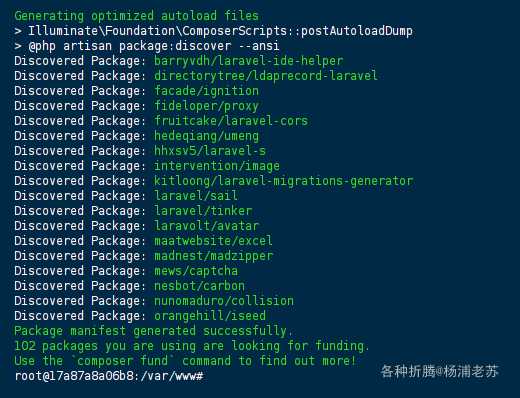 Generating optimized autoload files
> Illuminate\Foundation\ComposerScripts::postAutoloadDump
> @php artisan package:discover --ansi
Discovered Package: barryvdh/laravel-ide-helper
Discovered Package: directorytree/ldaprecord-laravel
Discovered Package: facade/ignition
Discovered Package: fideloper/proxy
Discovered Package: fruitcake/laravel-cors
Discovered Package: hedeqiang/umeng
Discovered Package: hhxsv5/laravel-s
Discovered Package: intervention/image
Discovered Package: kitloong/laravel-migrations-generator
Discovered Package: laravel/sail
Discovered Package: laravel/tinker
Discovered Package: laravolt/avatar
Discovered Package: maatwebsite/excel
Discovered Package: madnest/madzipper
Discovered Package: mews/captcha
Discovered Package: nesbot/carbon
Discovered Package: nunomaduro/collision
Discovered Package: orangehill/iseed
Package manifest generated successfully.
102 packages you are using are looking for funding.
Use the `composer fund` command to find out more!
root@17a87a8a06b8:/var/www#
各种折腾@杨浦老苏